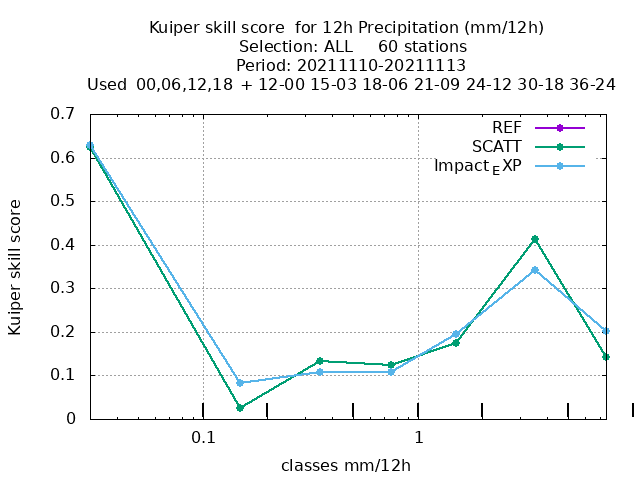 Kuiper skill score  for 12h Precipitation (mm/12h)
Selection: ALL     60 stations
Period: 20211110-20211113
Used  00,06,12,18  + 12-00 15-03 18-06 21-09 24-12 30-18 36-24
REF
SCATT
Impact_EXP
Kuiper skill score
0.7
0.6
0.5
0.4
0.3
0.2
0.1
0
0.1 1
classes mm/12h